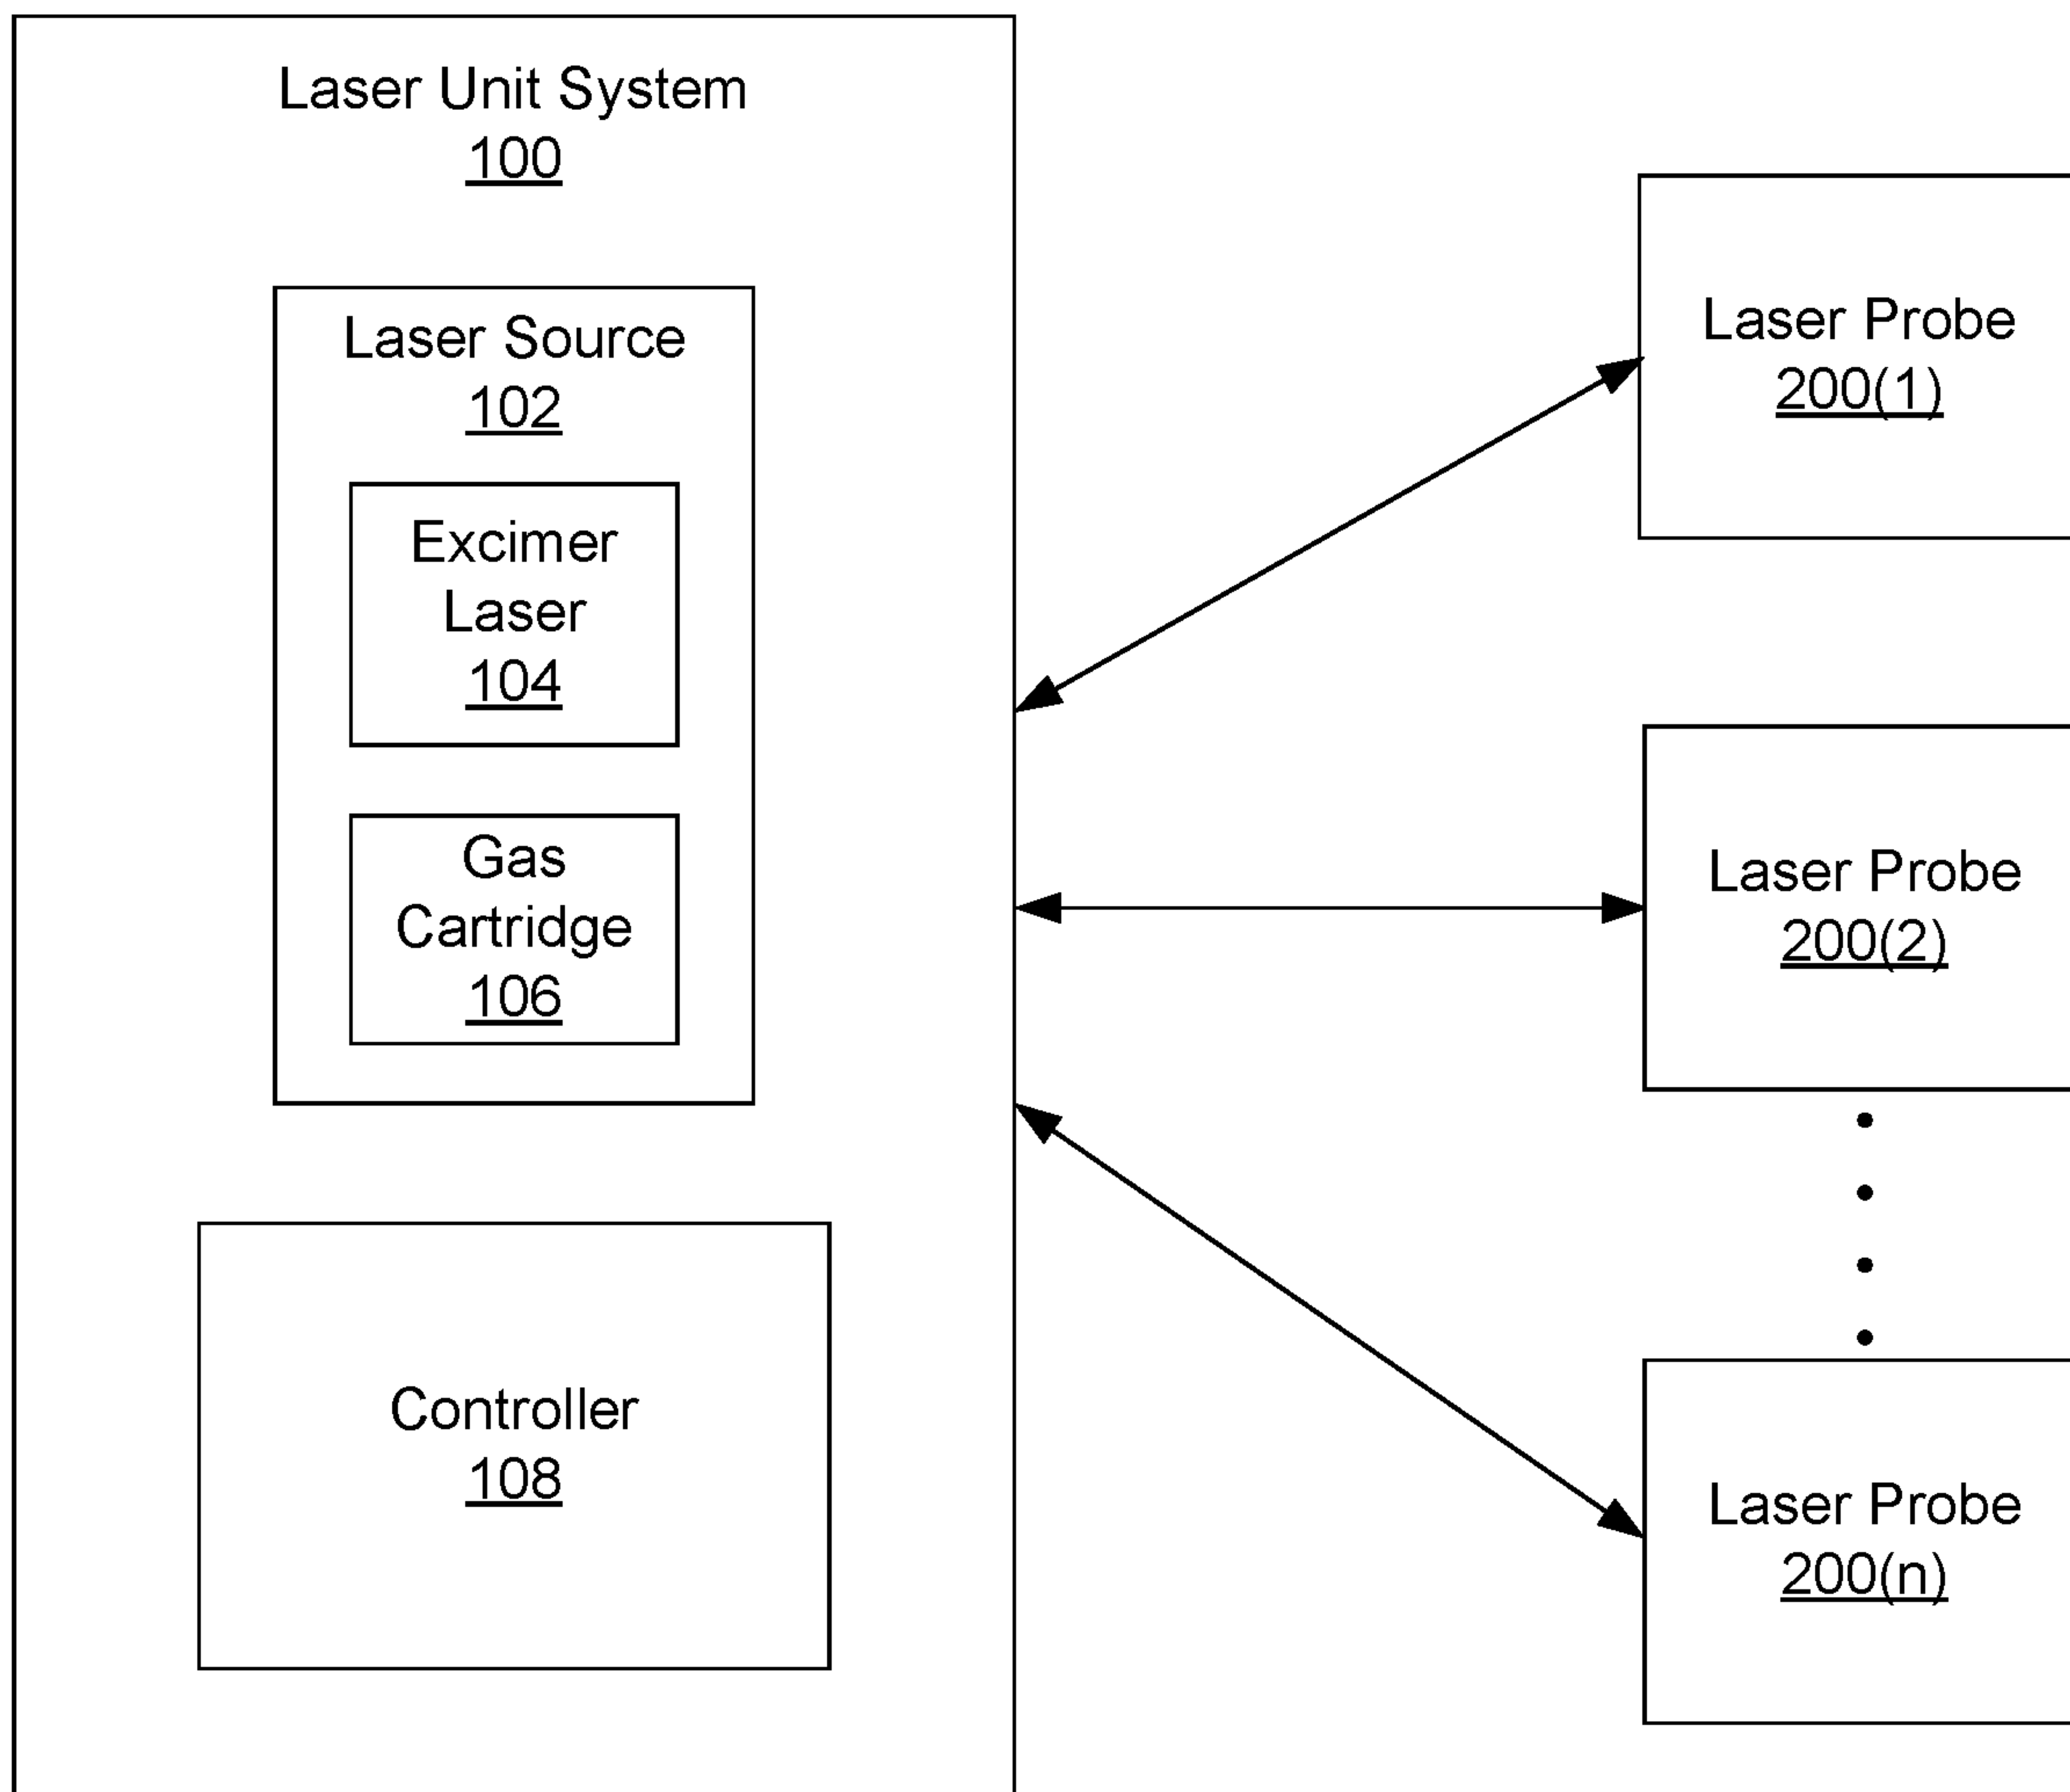 Laser Unit System
100
Laser Source
102
Excimer
Laser
104
Gas
Cartridge
106
Controller
108
Laser Probe
200(1)
Laser Probe
200(2)
Laser Probe
200(n)